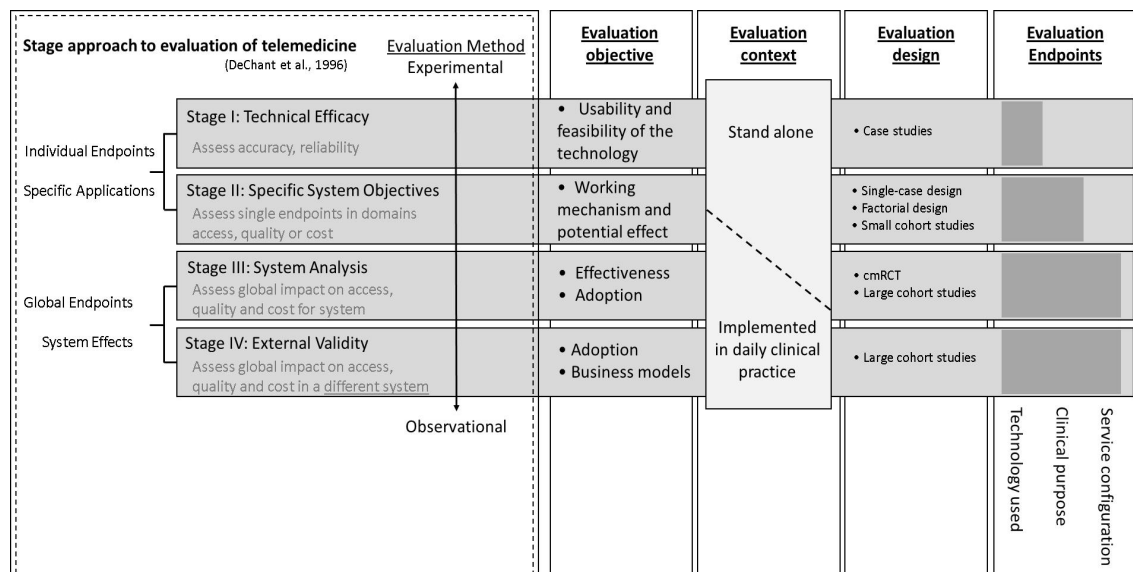 Stage approach to evaluation of telemedicine
(DeChant et al., 1996)
Evaluation Method
Experimental
Evaluation
objective
Evaluation
context
Evaluation
design
Evaluation
Endpoints
Individual Endpoints
Specific Applications
Stage I: Technical Efficacy
Assess accuracy, reliability
• Usability and
feasibility of the
technology
Stand alone
• Case studies
Stage II: Specific System Objectives
Assess single endpoints in domains
access, quality or cost
• Working
mechanism and
potential effect
• Single-case design
• Factorial design
• Small cohort studies
Global Endpoints
System Effects
Stage III: System Analysis
Assess global impact on access,
quality and cost for system
• Effectiveness
• Adoption
• cmRCT
• Large cohort studies
Stage IV: External Validity
Assess global impact on access,
quality and cost in a different system
• Adoption
• Business models
Implemented
in daily clinical
practice
• Large cohort studies
Observational
Technology used
Clinical purpose
Service configuration